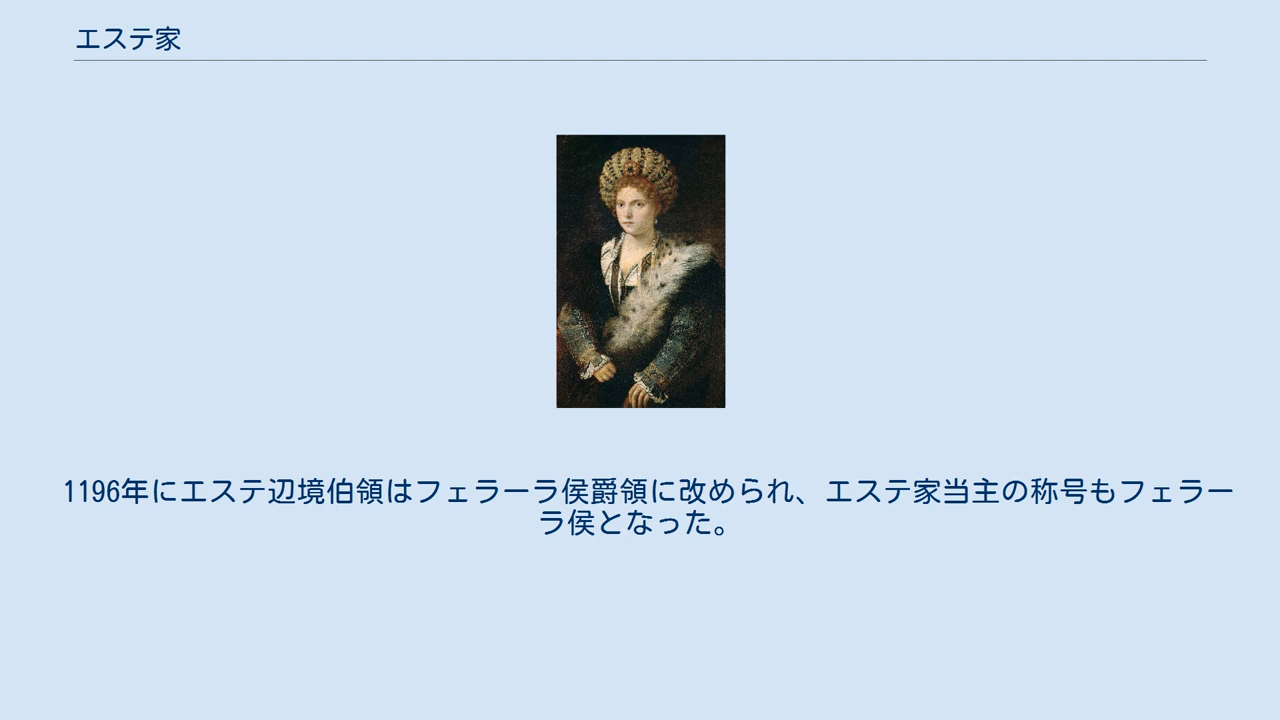 エステ家
1196年にエステ辺境伯領はフェラーラ侯爵領に改められ、エステ家当主の称号もフェラー
ラ侯となった。